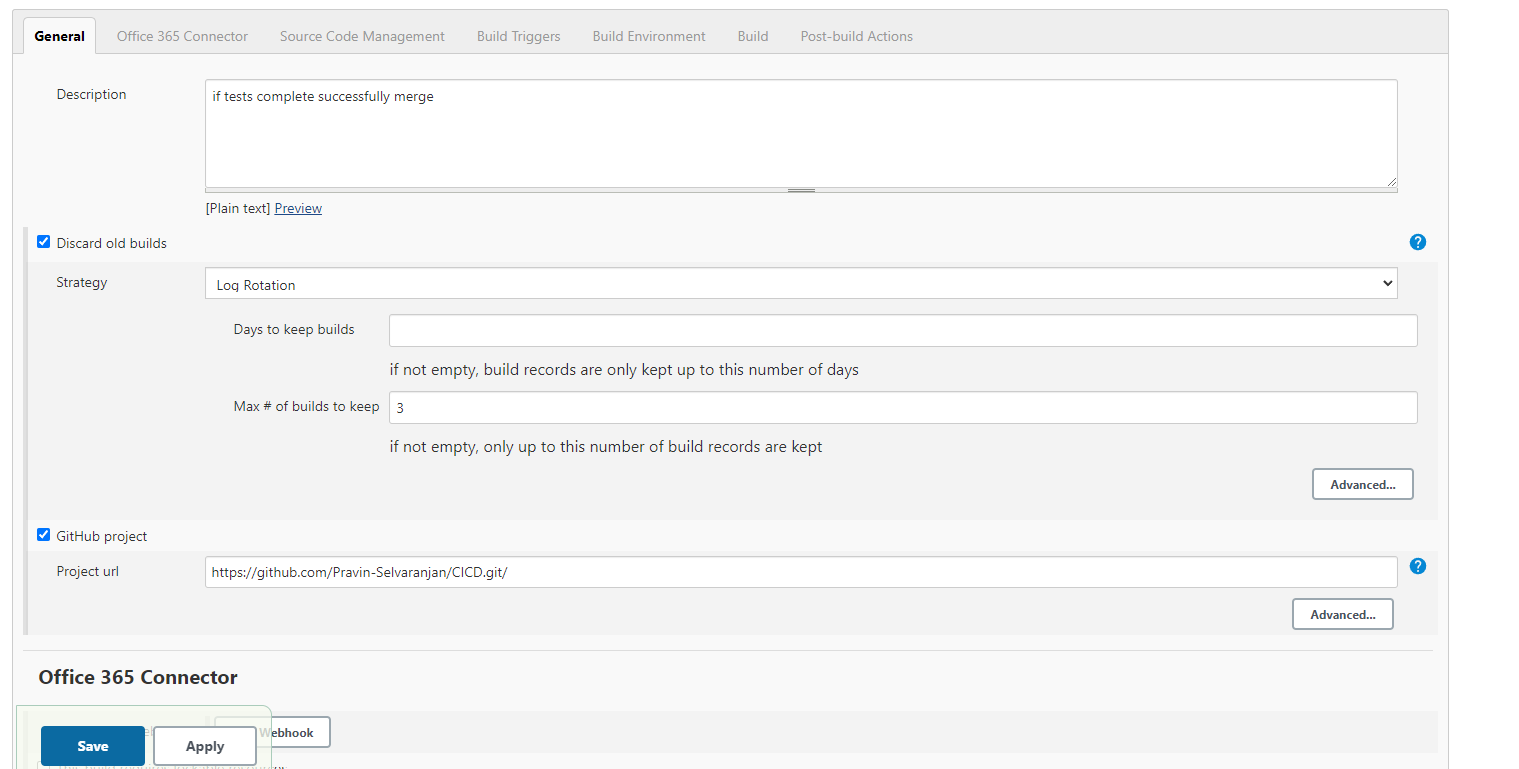 General Office 365 Connector Source Code Management Build Triggers Build Environment Build Post-build Actions
Description
if tests complete successfully merge
[Plain text] Preview
Discard old builds
Strategy
Log Rotation
Days to keep builds
if not empty, build records are only kept up to this number of days
Max # of builds to keep
3
if not empty, only up to this number of build records are kept
Advanced...
GitHub project
Project url
https://github.com/Pravin-Selvaranjan/CICD.git/
Advanced...
Office 365 Connector
Webhook
Save Apply